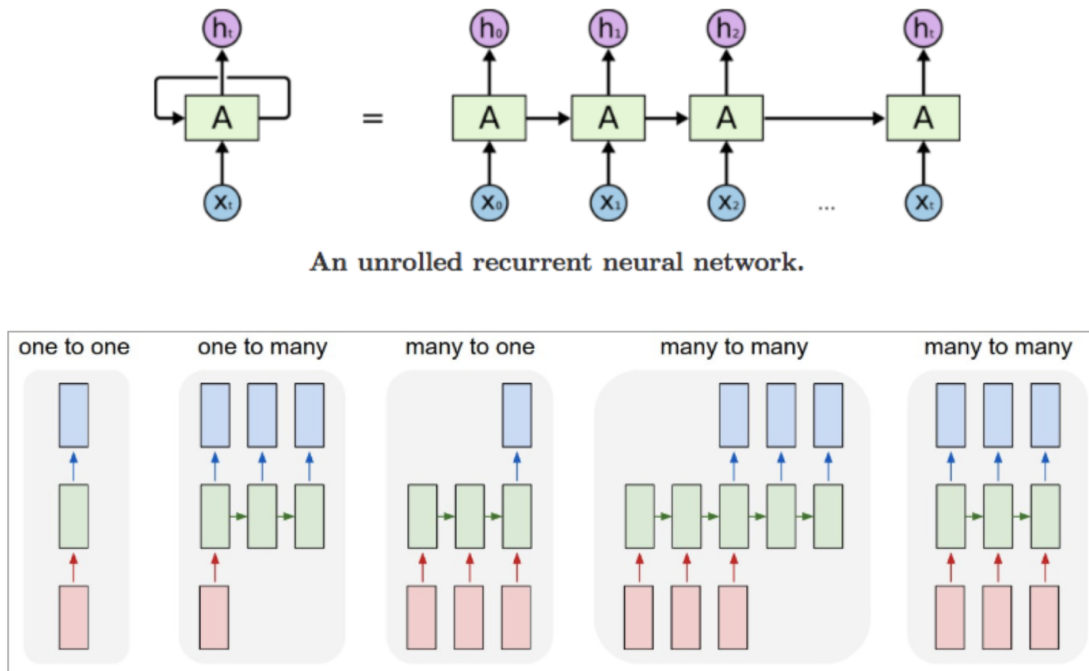 hₜ h₀ h₁ h₂ hₜ
A = A A A A
xₜ x₀ x₁ x₂ ... xₜ
An unrolled recurrent neural network.
one to one one to many many to one many to many many to many